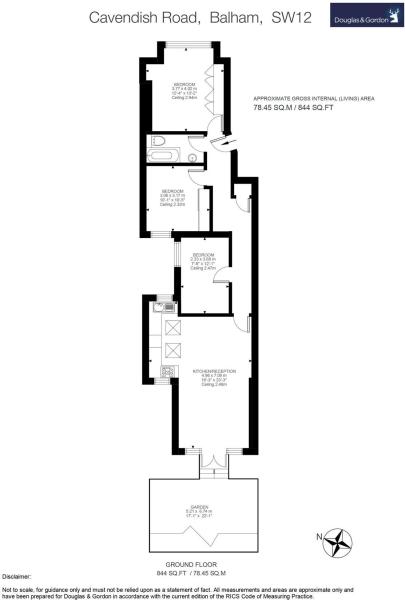 Cavendish Road, Balham, SW12
Douglas & Gordon
APPROXIMATE GROSS INTERNAL (LIVING) AREA
78.45 SQ.M / 844 SQ.FT
BEDROOM
3.77 x 4.02 m
12'-4" x 13'-2"
Ceiling 2.94m
BEDROOM
3.08 x 3.17 m
10'-1" x 10'-5"
Ceiling 2.32m
BEDROOM
2.33 x 3.68 m
7'-8" x 12'-1"
Ceiling 2.47m
KITCHEN/RECEPTION
4.96 x 7.09 m
16'-3" x 23'-3"
Ceiling 2.46m
GARDEN
5.21 x 6.74 m
17'-1" x 22'-1"
N
GROUND FLOOR
844 SQ.FT / 78.45 SQ.M
Disclaimer:
Not to scale, for guidance only and must not be relied upon as a statement of fact. All measurements and areas are approximate only and
have been prepared for Douglas & Gordon in accordance with the current edition of the RICS Code of Measuring Practice.